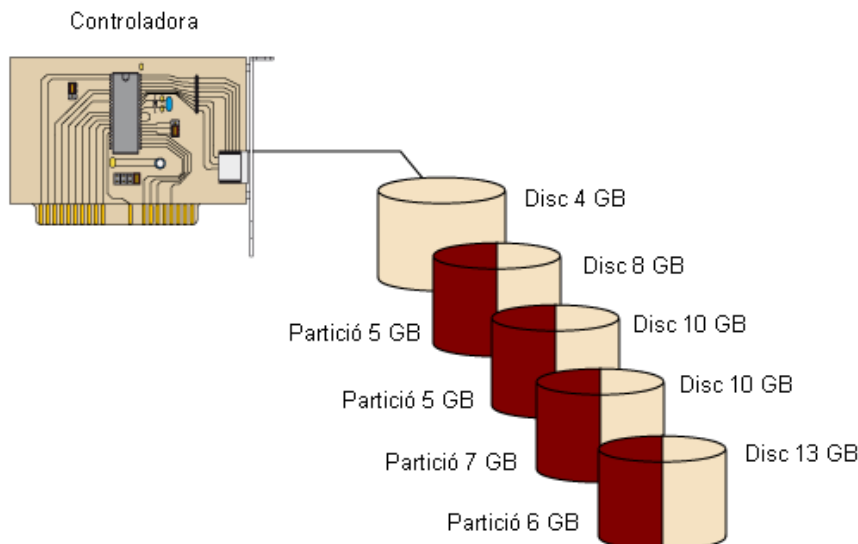 Controladora
Disc 4 GB
Disc 8 GB
Partició 5 GB
Disc 10 GB
Partició 5 GB
Disc 10 GB
Partició 7 GB
Disc 13 GB
Partició 6 GB